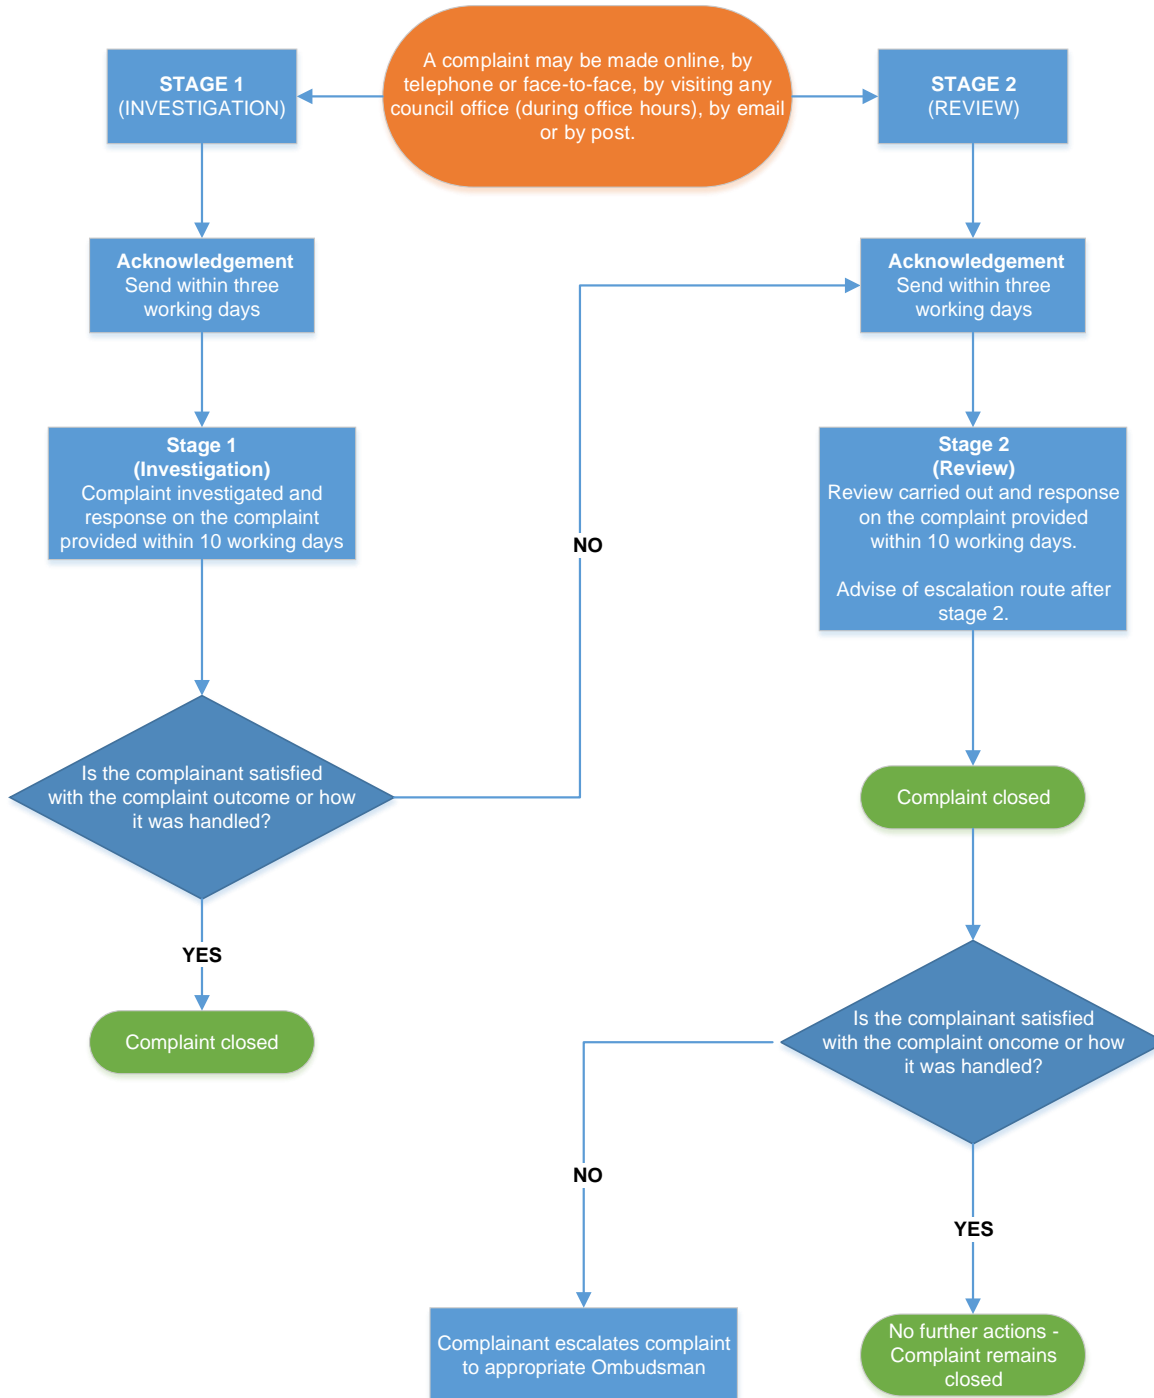 A complaint may be made online, by
telephone or face-to-face, by visiting any
council office (during office hours), by email
or by post.
STAGE 1
(INVESTIGATION)
STAGE 2
(REVIEW)
Acknowledgement
Send within three
working days
Acknowledgement
Send within three
working days
Stage 1
(Investigation)
Complaint investigated and
response on the complaint
provided within 10 working days
Stage 2
(Review)
Review carried out and response
on the complaint provided
within 10 working days.
Advise of escalation route after
stage 2.
NO
Is the complainant satisfied
with the complaint outcome or how
it was handled?
Complaint closed
YES
Complaint closed
Is the complainant satisfied
with the complaint oncome or how
it was handled?
NO
YES
Complainant escalates complaint
to appropriate Ombudsman
No further actions -
Complaint remains
closed